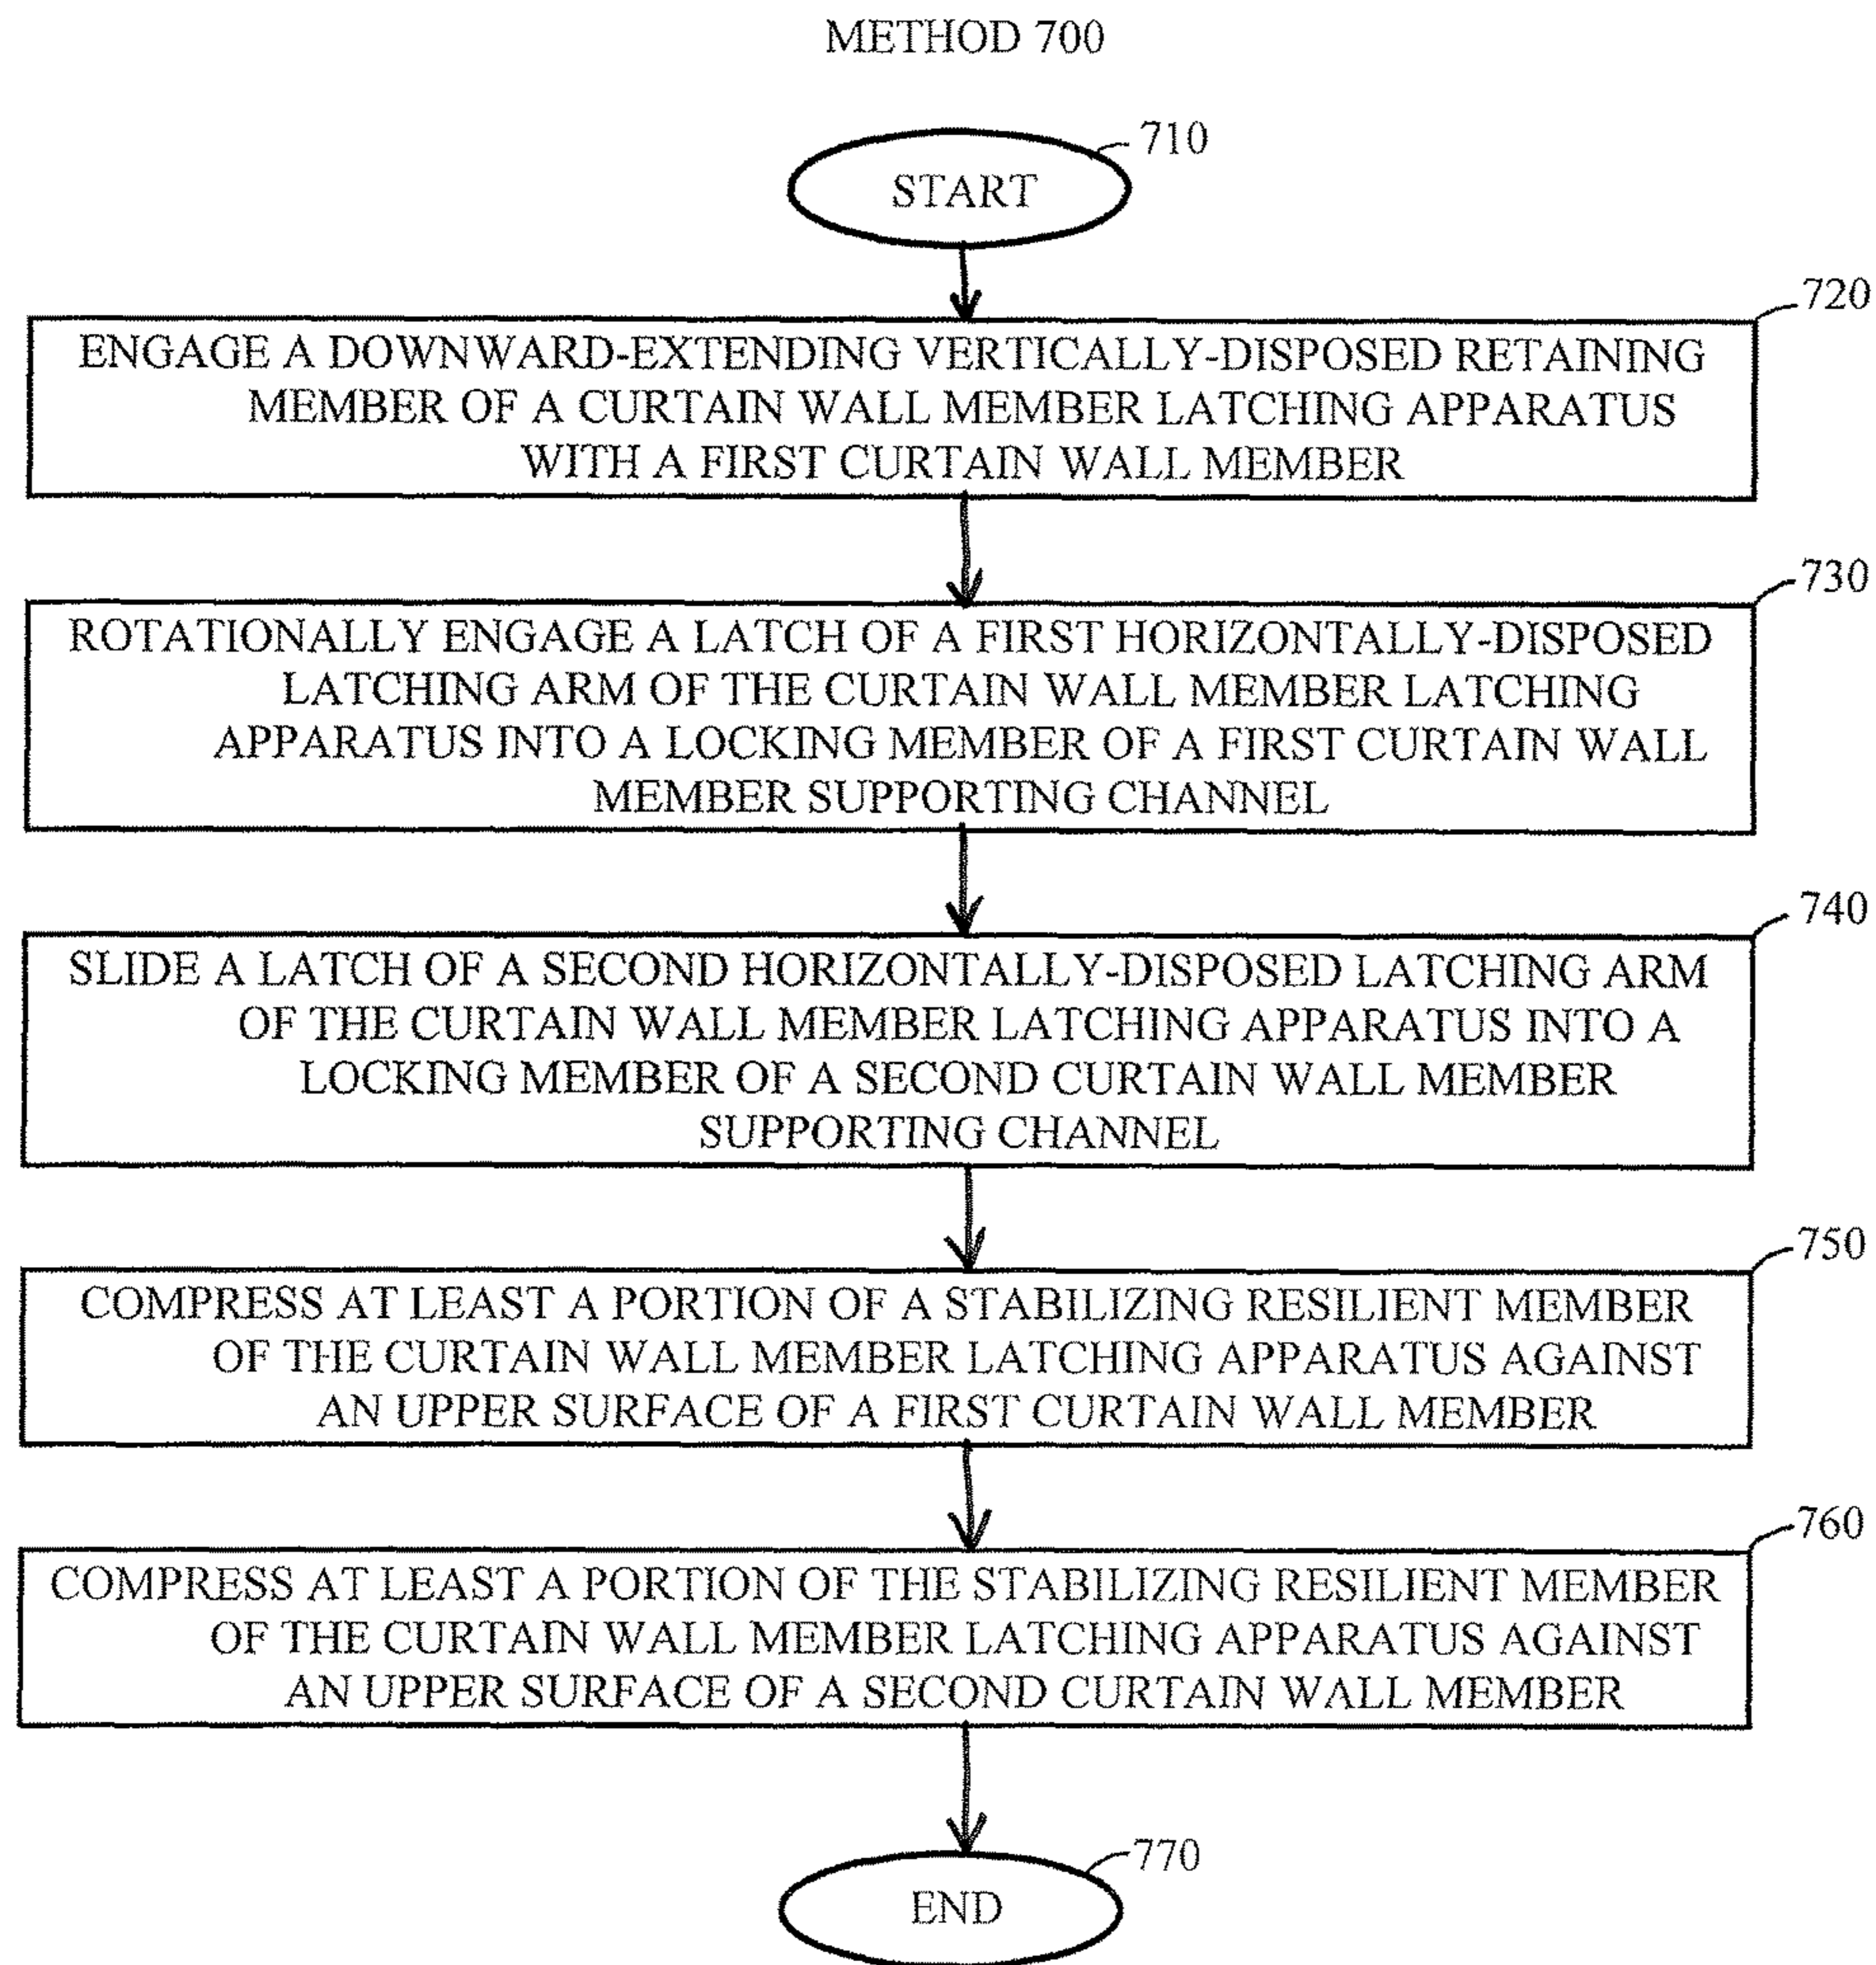 METHOD 700
710
START
720
ENGAGE A DOWNWARD-EXTENDING VERTICALLY-DISPOSED RETAINING
MEMBER OF A CURTAIN WALL MEMBER LATCHING APPARATUS
WITH A FIRST CURTAIN WALL MEMBER
730
ROTATIONALLY ENGAGE A LATCH OF A FIRST HORIZONTALLY-DISPOSED
LATCHING ARM OF THE CURTAIN WALL MEMBER LATCHING
APPARATUS INTO A LOCKING MEMBER OF A FIRST CURTAIN WALL
MEMBER SUPPORTING CHANNEL
740
SLIDE A LATCH OF A SECOND HORIZONTALLY-DISPOSED LATCHING ARM
OF THE CURTAIN WALL MEMBER LATCHING APPARATUS INTO A
LOCKING MEMBER OF A SECOND CURTAIN WALL MEMBER
SUPPORTING CHANNEL
750
COMPRESS AT LEAST A PORTION OF A STABILIZING RESILIENT MEMBER
OF THE CURTAIN WALL MEMBER LATCHING APPARATUS AGAINST
AN UPPER SURFACE OF A FIRST CURTAIN WALL MEMBER
760
COMPRESS AT LEAST A PORTION OF THE STABILIZING RESILIENT MEMBER
OF THE CURTAIN WALL MEMBER LATCHING APPARATUS AGAINST
AN UPPER SURFACE OF A SECOND CURTAIN WALL MEMBER
770
END